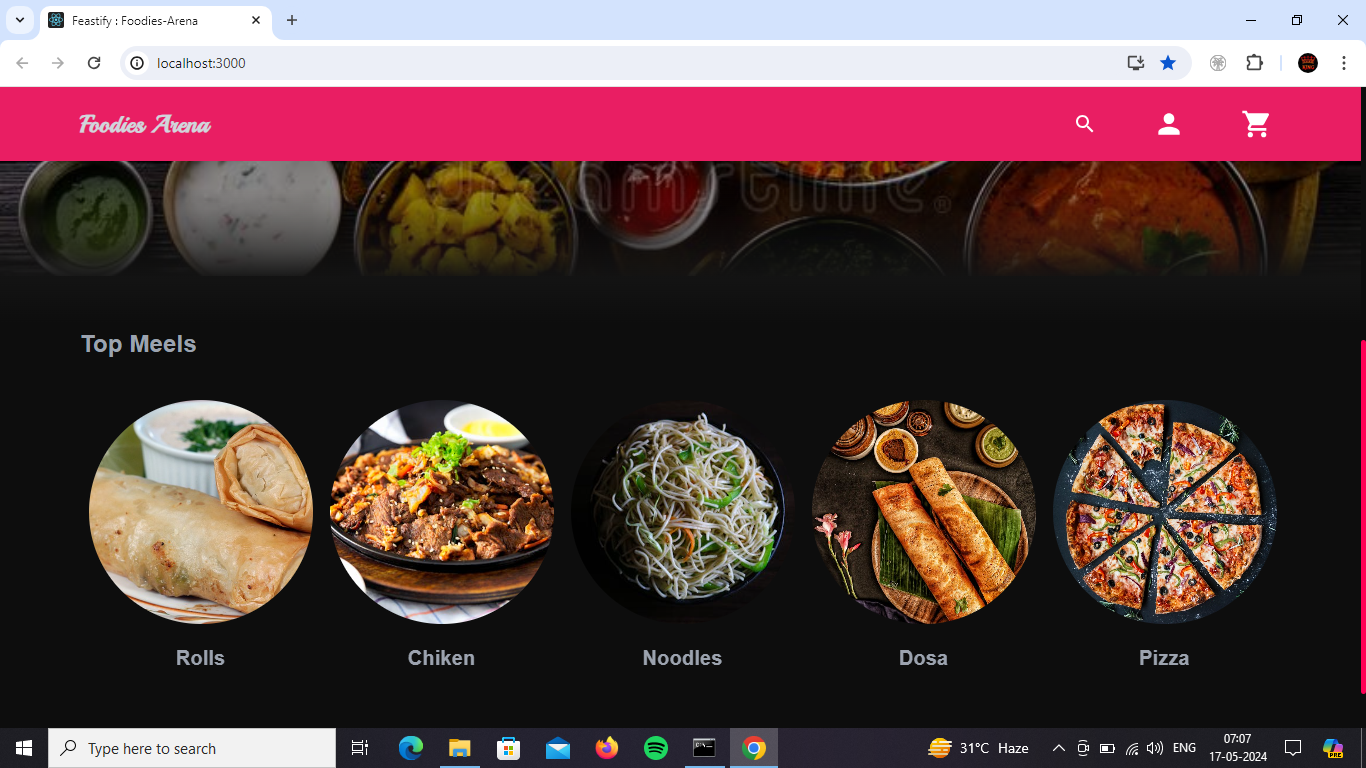 Feastify : Foodies-Arena
localhost:3000
Foodies Arena
Top Meels
Rolls
Chiken
Noodles
Dosa
Pizza
Type here to search
31°C Haze
ENG
07:07
17-05-2024
PRE